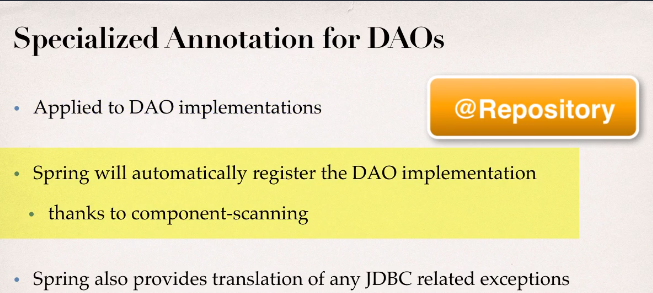 Specialized Annotation for DAOs
• Applied to DAO implementations
@Repository
• Spring will automatically register the DAO implementation
• thanks to component-scanning
• Spring also provides translation of any JDBC related exceptions